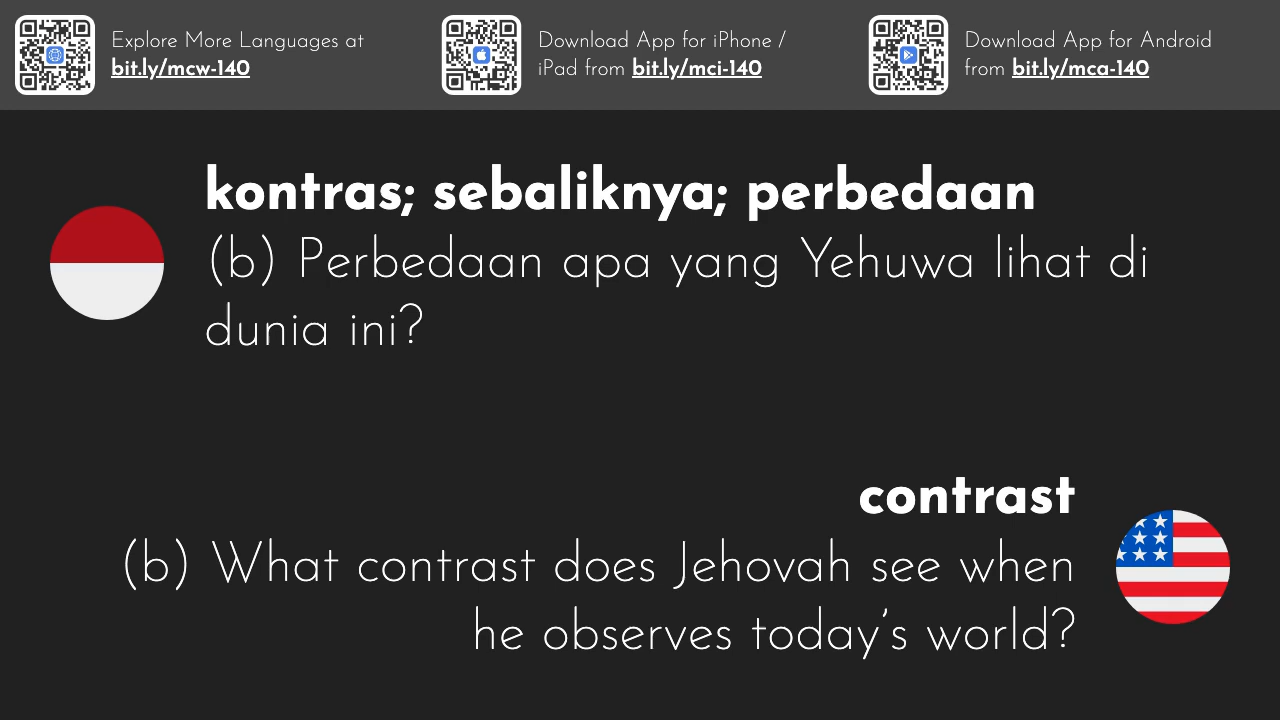 Explore More Languages at
bit.ly/mcw-140
Download App for iPhone /
iPad from bit.ly/mci-140
Download App for Android
from bit.ly/mca-140
kontras; sebaliknya; perbedaan
(b) Perbedaan apa yang Yehuwa lihat di
dunia ini?
contrast
(b) What contrast does Jehovah see when
he observes today’s world?